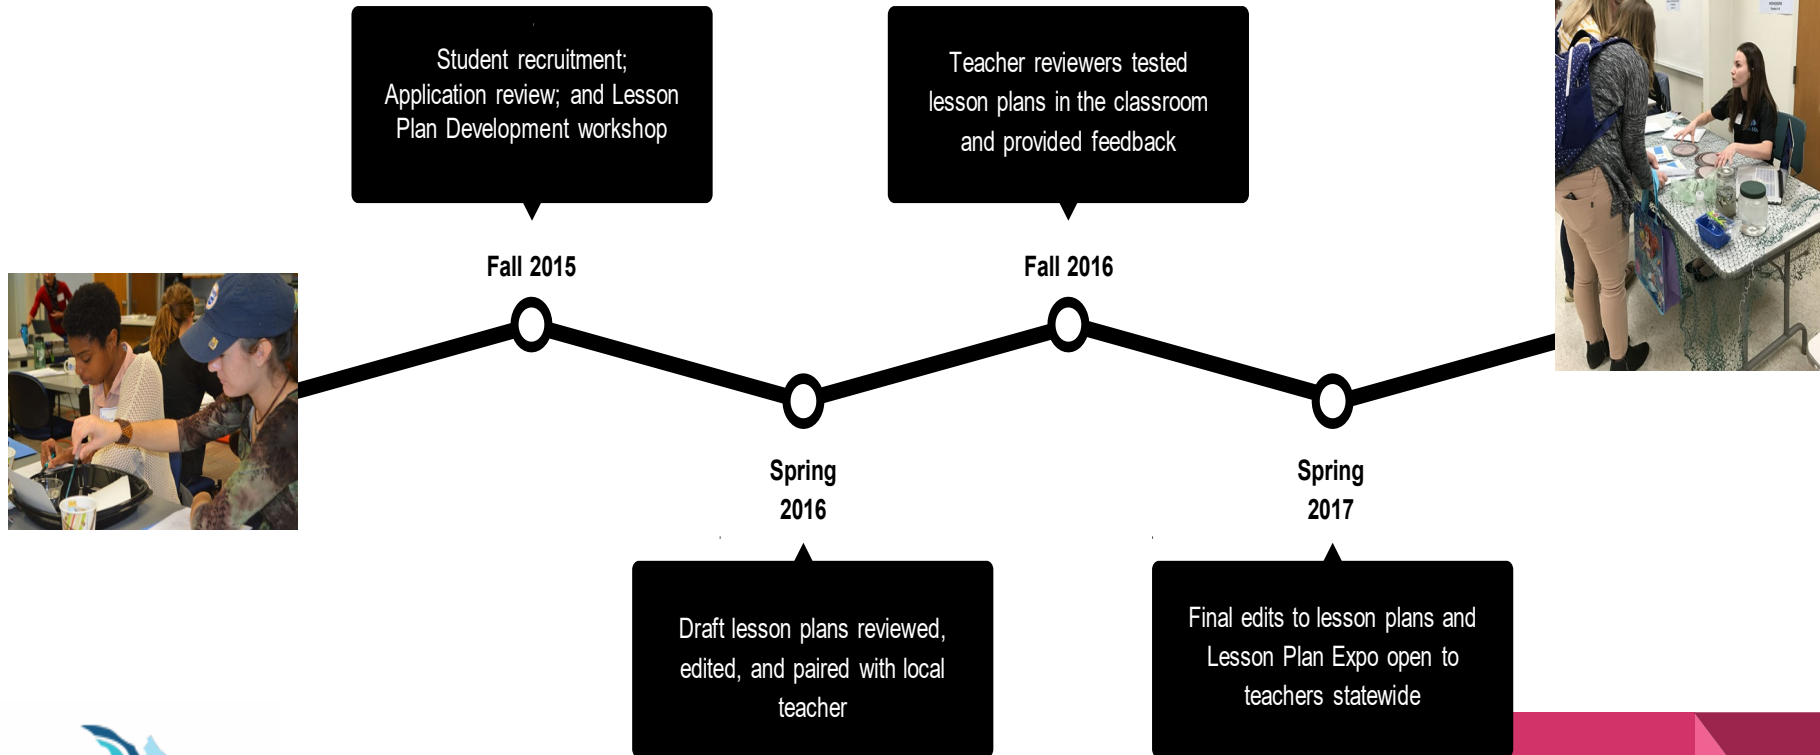 Student recruitment;
Application review; and Lesson
Plan Development workshop
Fall 2015
Teacher reviewers tested
lesson plans in the classroom
and provided feedback
Fall 2016
Spring
2016
Draft lesson plans reviewed,
edited, and paired with local
teacher
Spring
2017
Final edits to lesson plans and
Lesson Plan Expo open to
teachers statewide